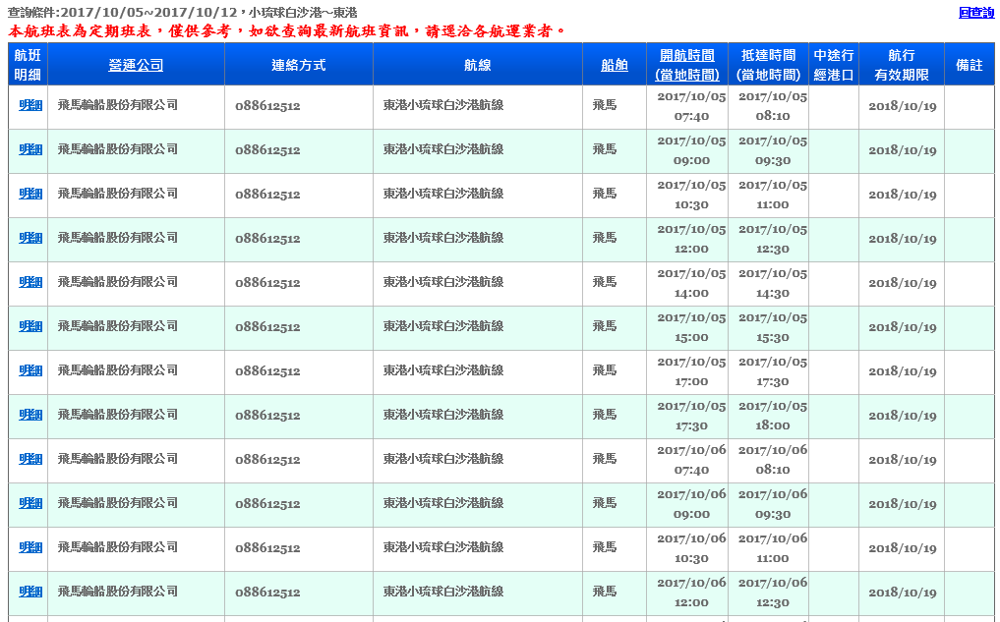 查詢條件:2017/10/05~2017/10/12，小琉球白沙港～東港
回查詢
本航班表為定期班表，僅供參考，如欲查詢最新航班資訊，請逕洽各航運業者。
航班明細 營運公司 連絡方式 航線 船舶 開航時間(當地時間) 抵達時間(當地時間) 中途行經港口 航行有效期限 備註
明細 飛馬輪船股份有限公司 088612512 東港小琉球白沙港航線 飛馬 2017/10/05 07:40 2017/10/05 08:10 2018/10/19
明細 飛馬輪船股份有限公司 088612512 東港小琉球白沙港航線 飛馬 2017/10/05 09:00 2017/10/05 09:30 2018/10/19
明細 飛馬輪船股份有限公司 088612512 東港小琉球白沙港航線 飛馬 2017/10/05 10:30 2017/10/05 11:00 2018/10/19
明細 飛馬輪船股份有限公司 088612512 東港小琉球白沙港航線 飛馬 2017/10/05 12:00 2017/10/05 12:30 2018/10/19
明細 飛馬輪船股份有限公司 088612512 東港小琉球白沙港航線 飛馬 2017/10/05 14:00 2017/10/05 14:30 2018/10/19
明細 飛馬輪船股份有限公司 088612512 東港小琉球白沙港航線 飛馬 2017/10/05 15:00 2017/10/05 15:30 2018/10/19
明細 飛馬輪船股份有限公司 088612512 東港小琉球白沙港航線 飛馬 2017/10/05 17:00 2017/10/05 17:30 2018/10/19
明細 飛馬輪船股份有限公司 088612512 東港小琉球白沙港航線 飛馬 2017/10/05 17:30 2017/10/05 18:00 2018/10/19
明細 飛馬輪船股份有限公司 088612512 東港小琉球白沙港航線 飛馬 2017/10/06 07:40 2017/10/06 08:10 2018/10/19
明細 飛馬輪船股份有限公司 088612512 東港小琉球白沙港航線 飛馬 2017/10/06 09:00 2017/10/06 09:30 2018/10/19
明細 飛馬輪船股份有限公司 088612512 東港小琉球白沙港航線 飛馬 2017/10/06 10:30 2017/10/06 11:00 2018/10/19
明細 飛馬輪船股份有限公司 088612512 東港小琉球白沙港航線 飛馬 2017/10/06 12:00 2017/10/06 12:30 2018/10/19